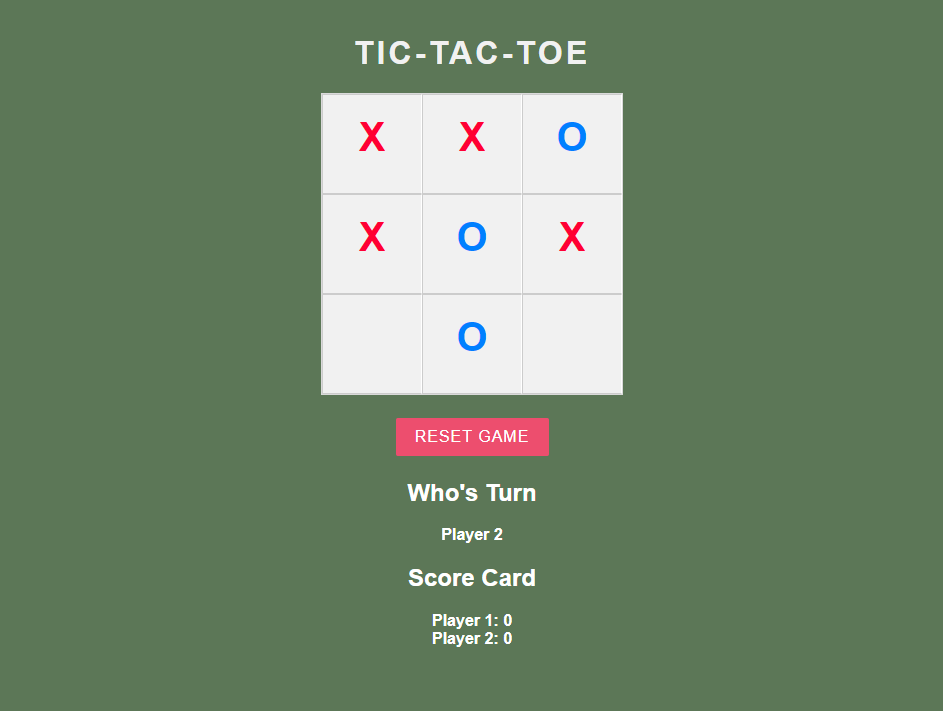 TIC-TAC-TOE
X X O
X O X
O
RESET GAME
Who's Turn
Player 2
Score Card
Player 1: 0
Player 2: 0